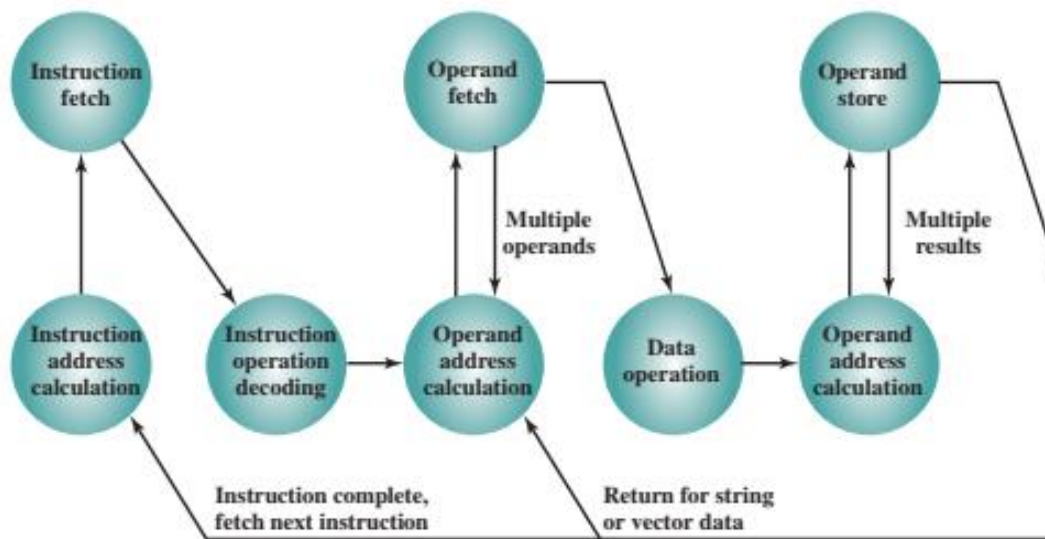 Instruction
fetch
Operand
fetch
Operand
store
Multiple
operands
Multiple
results
Instruction
address
calculation
Instruction
operation
decoding
Operand
address
calculation
Data
operation
Operand
address
calculation
Instruction complete,
fetch next instruction
Return for string
or vector data